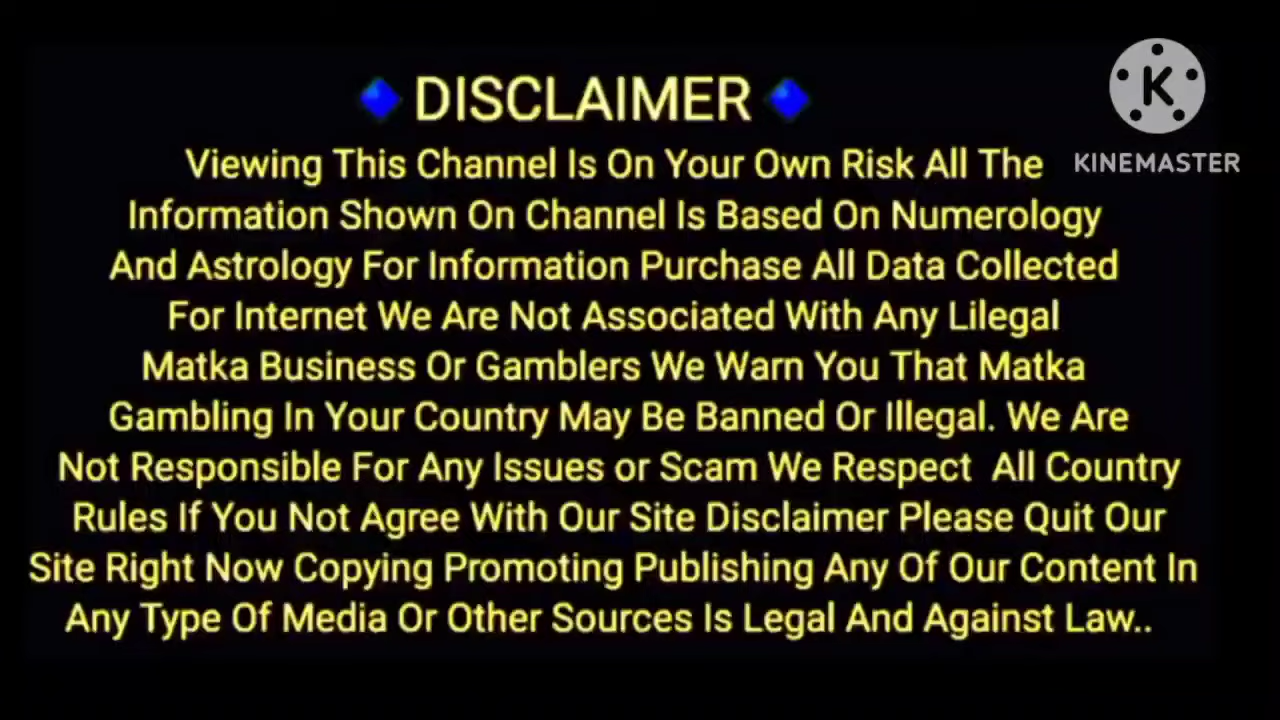 DISCLAIMER
Viewing This Channel Is On Your Own Risk All The
Information Shown On Channel Is Based On Numerology
And Astrology For Information Purchase All Data Collected
For Internet We Are Not Associated With Any Lilegal
Matka Business Or Gamblers We Warn You That Matka
Gambling In Your Country May Be Banned Or Illegal. We Are
Not Responsible For Any Issues or Scam We Respect  All Country
Rules If You Not Agree With Our Site Disclaimer Please Quit Our
Site Right Now Copying Promoting Publishing Any Of Our Content In
Any Type Of Media Or Other Sources Is Legal And Against Law..
K
KINEMASTER